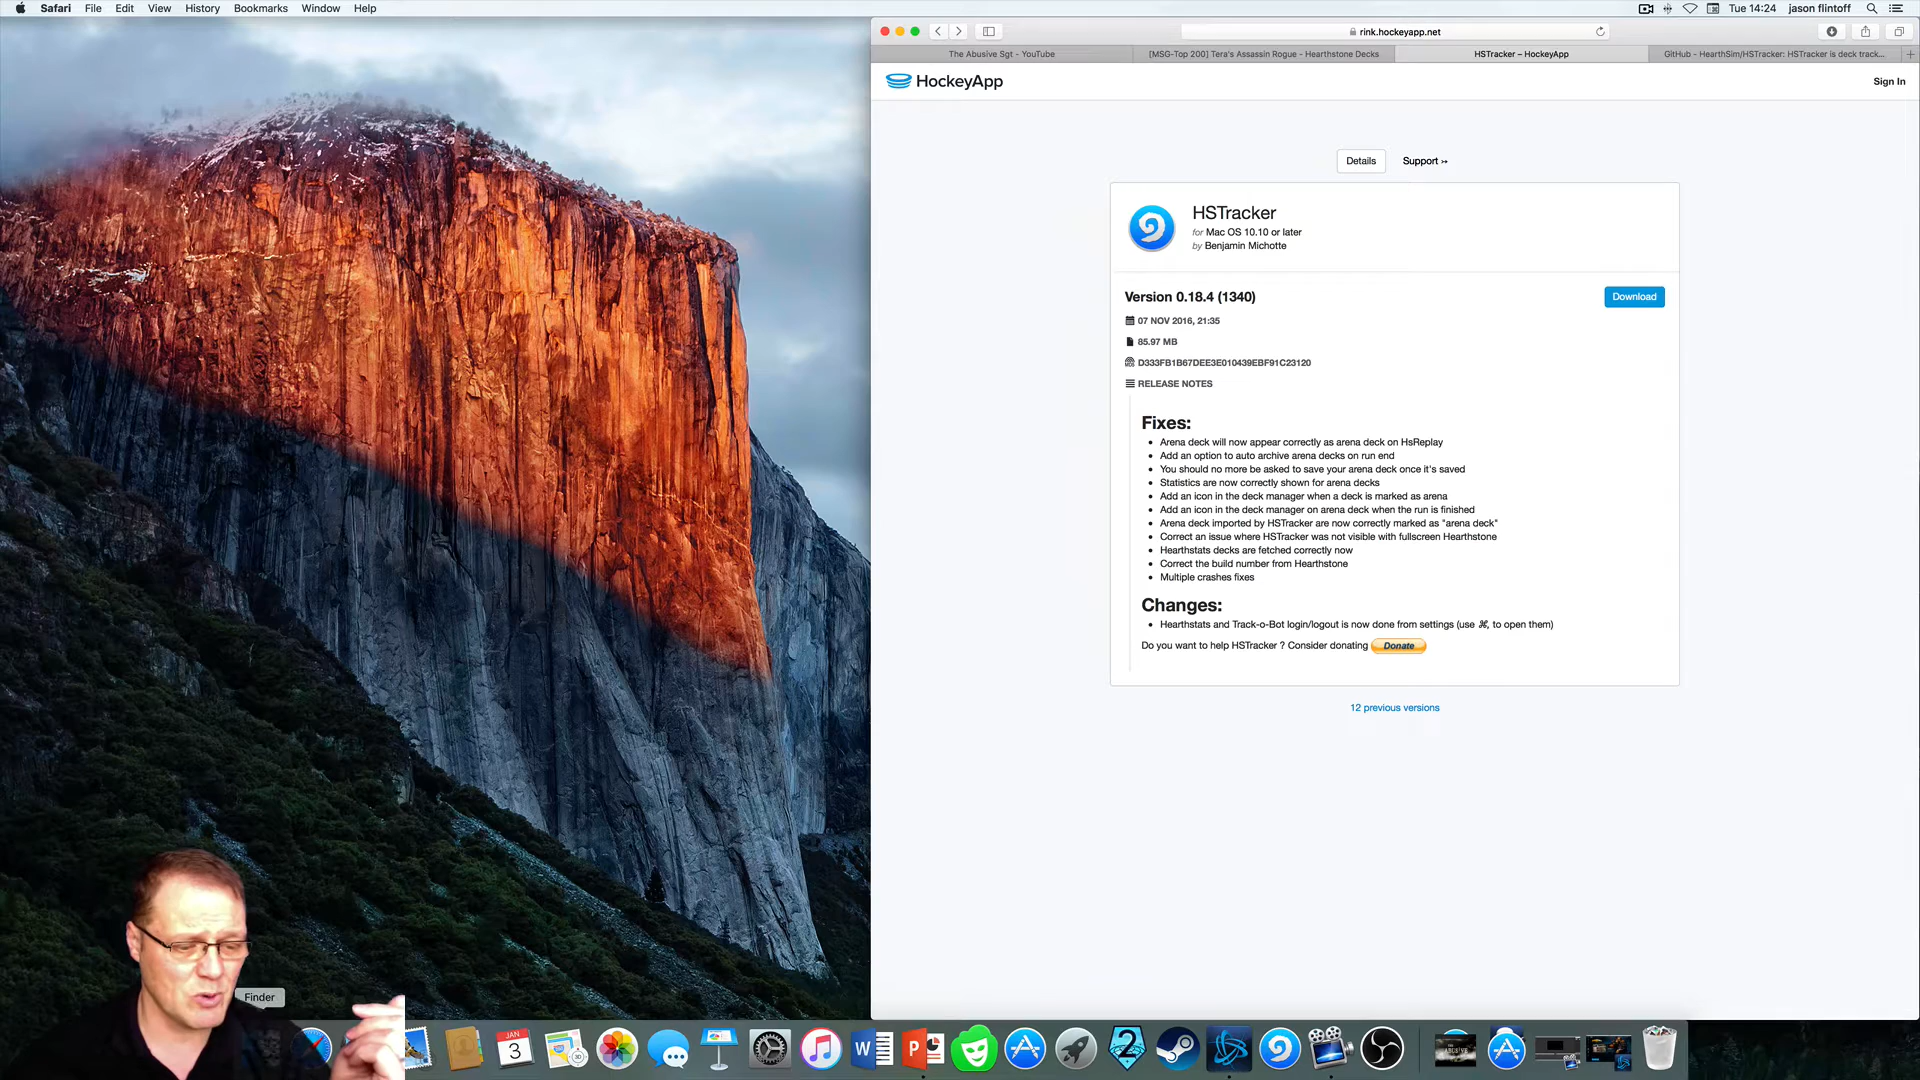 Safari File Edit View History Bookmarks Window Help
Tue 14:24 jason flintoff
rink.hockeyapp.net
The Abusive Sgt - YouTube
[MSG-Top 200] Tera's Assassin Rogue - Hearthstone Decks
HSTracker – HockeyApp
GitHub - HearthSim/HSTracker: HSTracker is deck track...
HockeyApp
Sign In
Details
Support
HSTracker
for Mac OS 10.10 or later
by Benjamin Michotte
Version 0.18.4 (1340)
Download
07 NOV 2016, 21:35
85.97 MB
D333FB1B67DEE3E010439EBF91C23120
RELEASE NOTES
Fixes:
Arena deck will now appear correctly as arena deck on HsReplay
Add an option to auto archive arena decks on run end
You should no more be asked to save your arena deck once it's saved
Statistics are now correctly shown for arena decks
Add an icon in the deck manager when a deck is marked as arena
Add an icon in the deck manager on arena deck when the run is finished
Arena deck imported by HSTracker are now correctly marked as "arena deck"
Correct an issue where HSTracker was not visible with fullscreen Hearthstone
Hearthstats decks are fetched correctly now
Correct the build number from Hearthstone
Multiple crashes fixes
Changes:
Hearthstats and Track-o-Bot login/logout is now done from settings (use ⌘, to open them)
Do you want to help HSTracker ? Consider donating Donate
12 previous versions
Finder
JAN
3
W
P
2